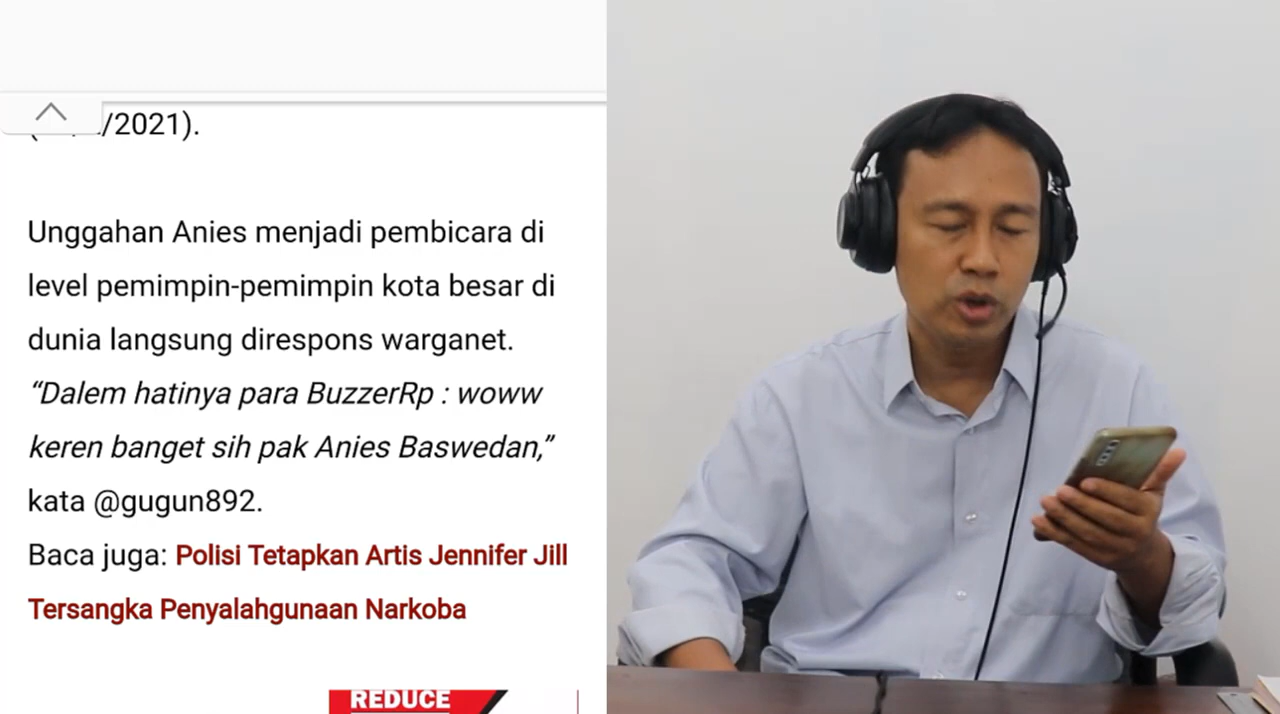 /2021).
Unggahan Anies menjadi pembicara di
level pemimpin-pemimpin kota besar di
dunia langsung direspons warganet.
“Dalem hatinya para BuzzerRp : woww
keren banget sih pak Anies Baswedan,”
kata @gugun892.
Baca juga: Polisi Tetapkan Artis Jennifer Jill
Tersangka Penyalahgunaan Narkoba
REDUCE